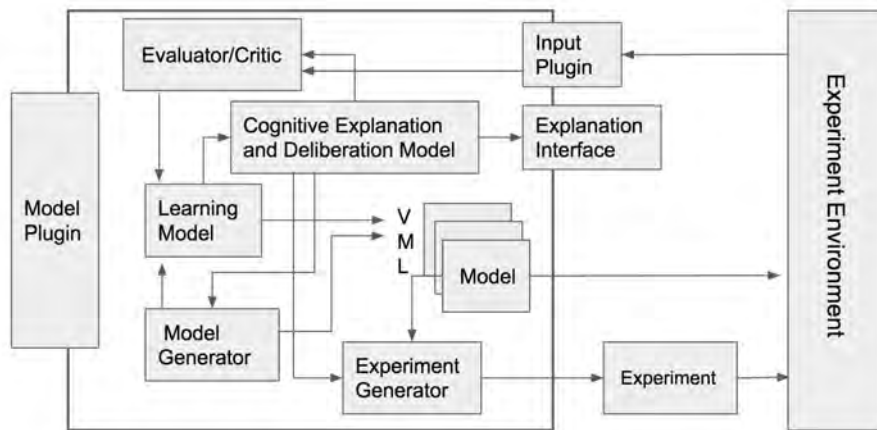 Evaluator/Critic
Input
Plugin
Cognitive Explanation
and Deliberation Model
Explanation
Interface
Model
Plugin
Learning
Model
V
M
L
Model
Model
Generator
Experiment
Generator
Experiment
Experiment Environment